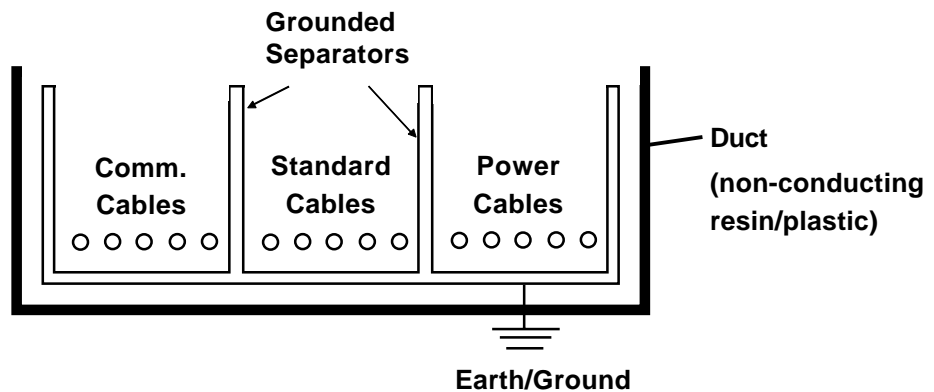 Grounded
Separators
Comm.
Cables
Standard
Cables
Power
Cables
Duct
(non-conducting
resin/plastic)
Earth/Ground